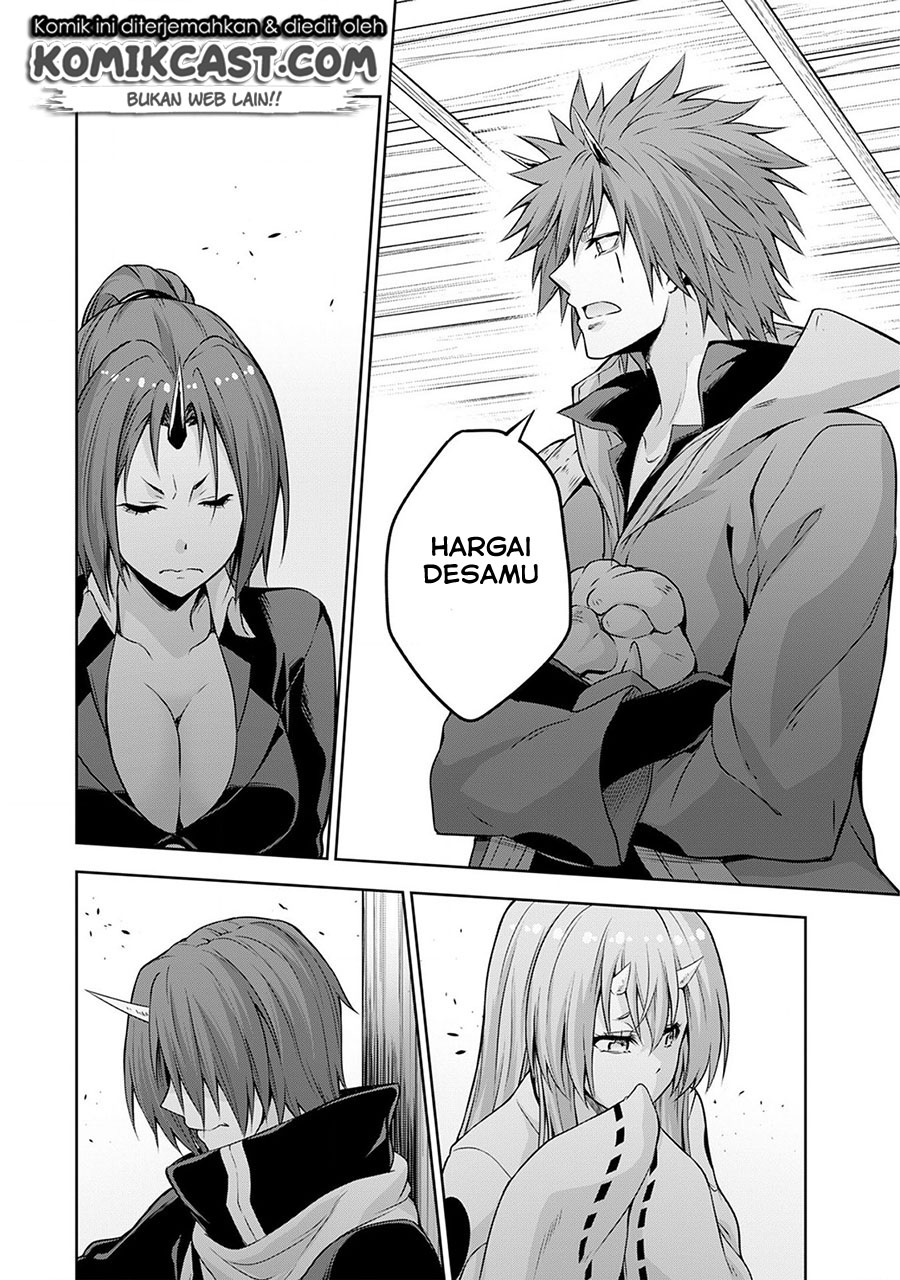 Komik ini diterjemahkan & diedit oleh
KOMIKCAST.COM
BUKAN WEB LAIN!!
HARGAI
DESAMU